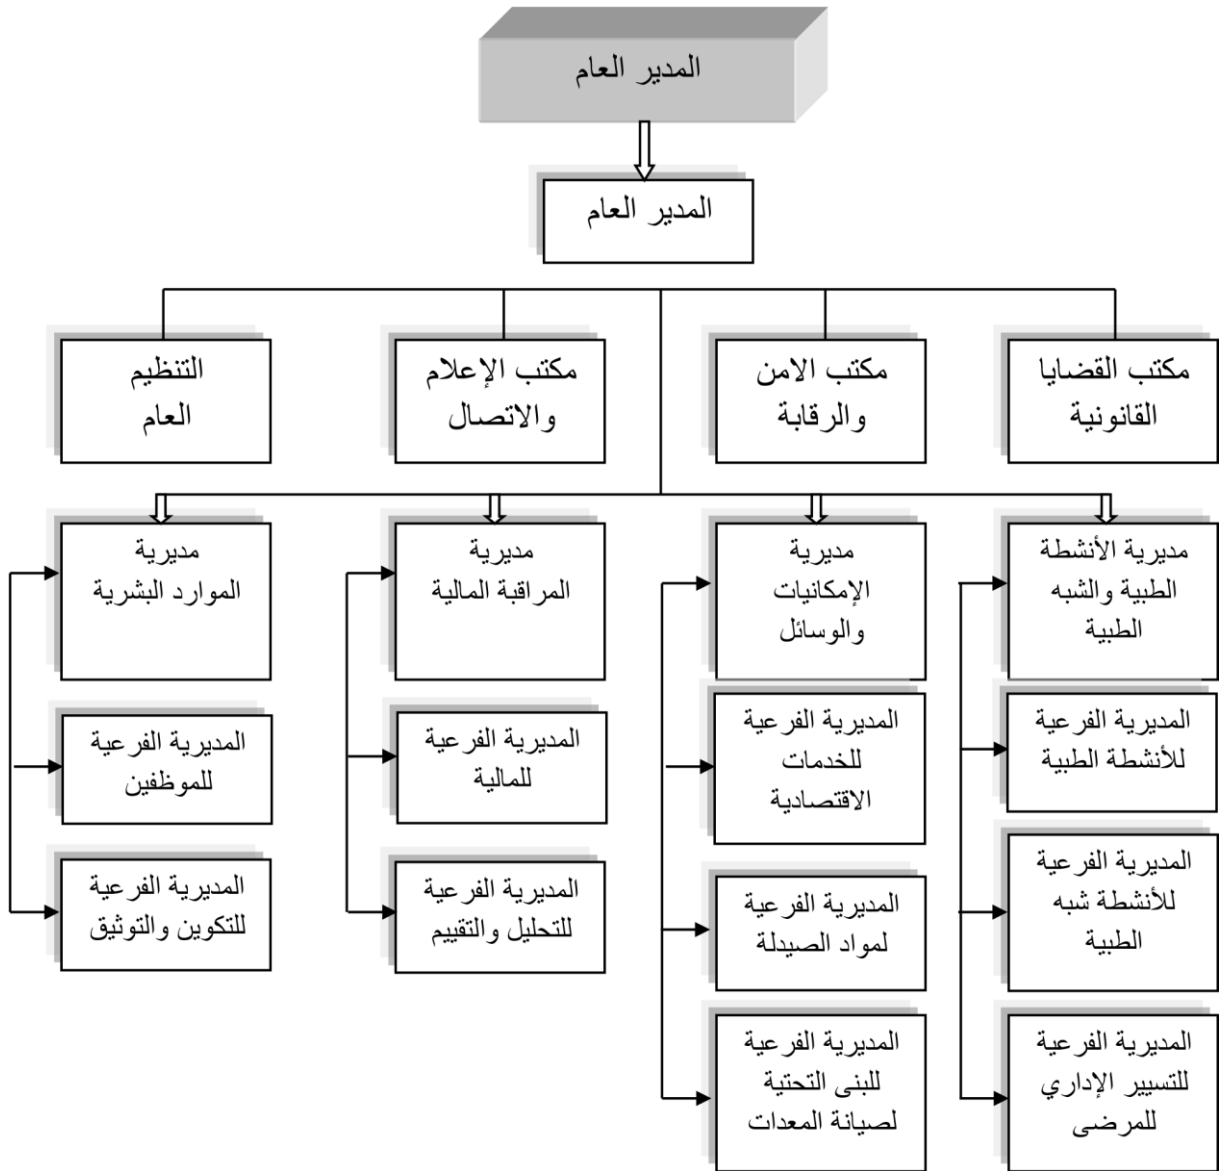 المدير العام
المدير العام
مكتب القضايا
القانونية
مكتب الامن
والرقابة
مكتب الإعلام
والاتصال
التنظيم
العام
مديرية الأنشطة
الطبية والشبه
الطبية
مديرية
الإمكانيات
والوسائل
مديرية
المراقبة المالية
مديرية
الموارد البشرية
المديرية الفرعية
للأنشطة الطبية
المديرية الفرعية
للخدمات
الاقتصادية
المديرية الفرعية
للمالية
المديرية الفرعية
للموظفين
المديرية الفرعية
للأنشطة شبه
الطبية
المديرية الفرعية
لمواد الصيدلة
المديرية الفرعية
للتحليل والتقييم
المديرية الفرعية
للتكوين والتوثيق
المديرية الفرعية
للتسيير الإداري
للمرضى
المديرية الفرعية
للبنى التحتية
لصيانة المعدات